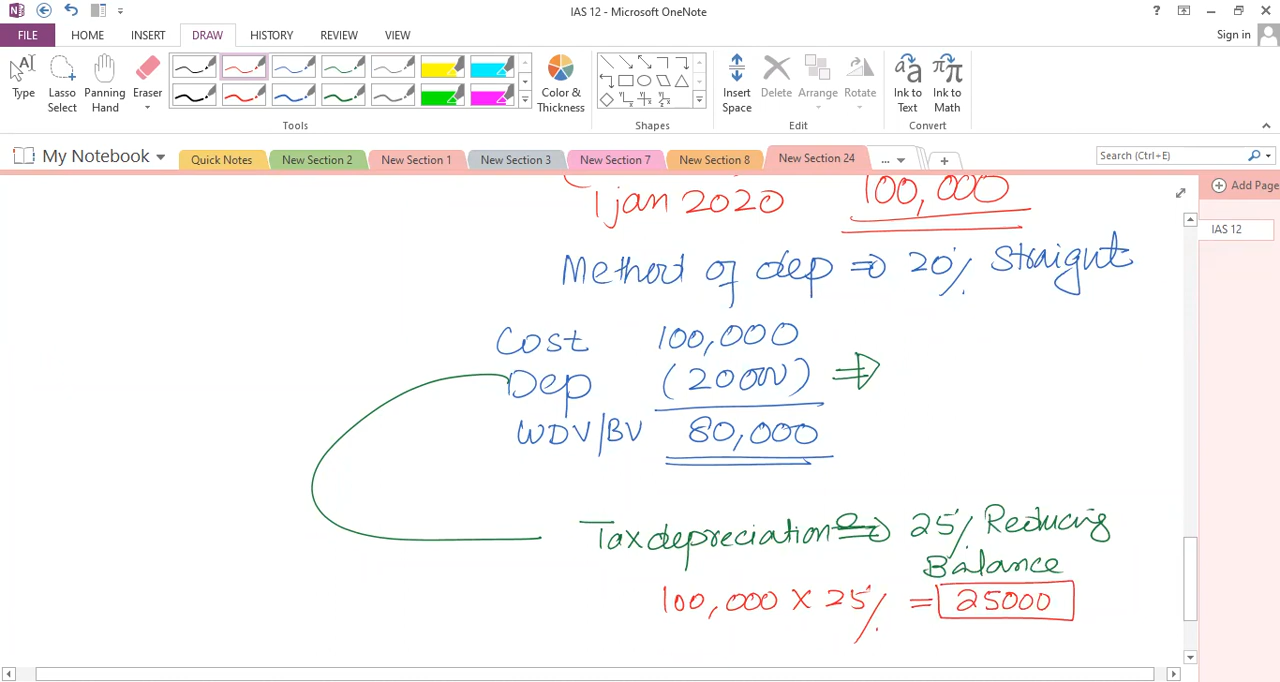 IAS 12 - Microsoft OneNote
FILE HOME INSERT DRAW HISTORY REVIEW VIEW Sign in
Type Lasso Select Panning Hand Eraser Color & Thickness Insert Space Delete Arrange Rotate Ink to Text Ink to Math
Tools Shapes Edit Convert
My Notebook Quick Notes New Section 2 New Section 1 New Section 3 New Section 7 New Section 8 New Section 24 ... Search (Ctrl+E)
Add Page
IAS 12
1 jan 2020 100,000
Method of dep ⇒ 20% Straight
Cost 100,000
Dep (20000) ⇒
WDV/BV 80,000
Tax depreciation ⇒ 25% Reducing
Balance
100,000 X 25% = 25000